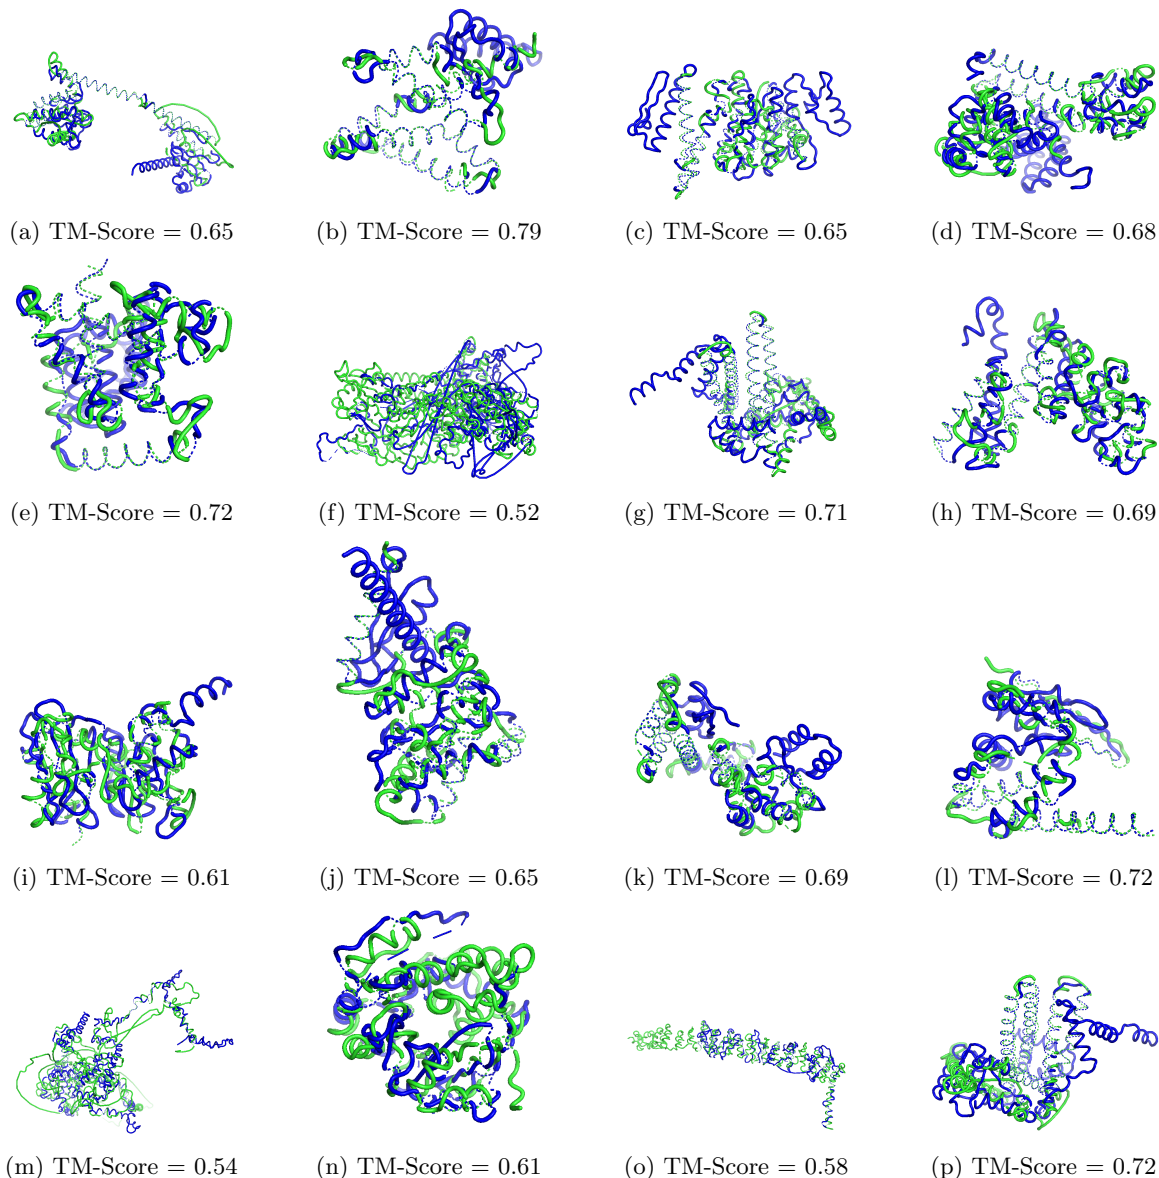 (a) TM-Score = 0.65 (b) TM-Score = 0.79 (c) TM-Score = 0.65 (d) TM-Score = 0.68
(e) TM-Score = 0.72 (f) TM-Score = 0.52 (g) TM-Score = 0.71 (h) TM-Score = 0.69
(i) TM-Score = 0.61 (j) TM-Score = 0.65 (k) TM-Score = 0.69 (l) TM-Score = 0.72
(m) TM-Score = 0.54 (n) TM-Score = 0.61 (o) TM-Score = 0.58 (p) TM-Score = 0.72